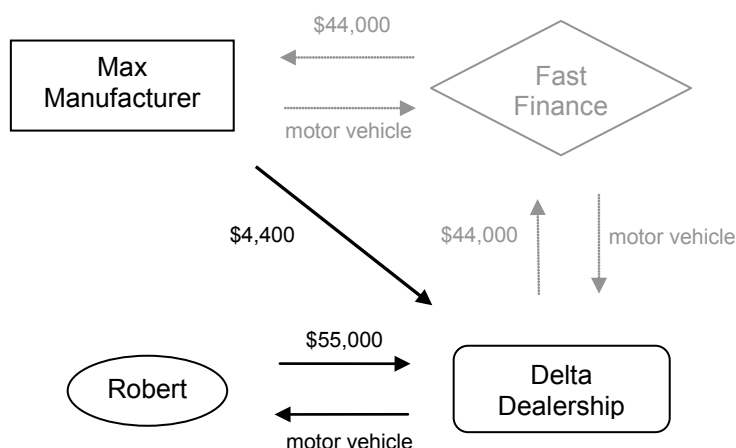 $44,000
Max
Manufacturer
Fast
Finance
motor vehicle
$4,400
$44,000
motor vehicle
$55,000
Robert
Delta
Dealership
motor vehicle